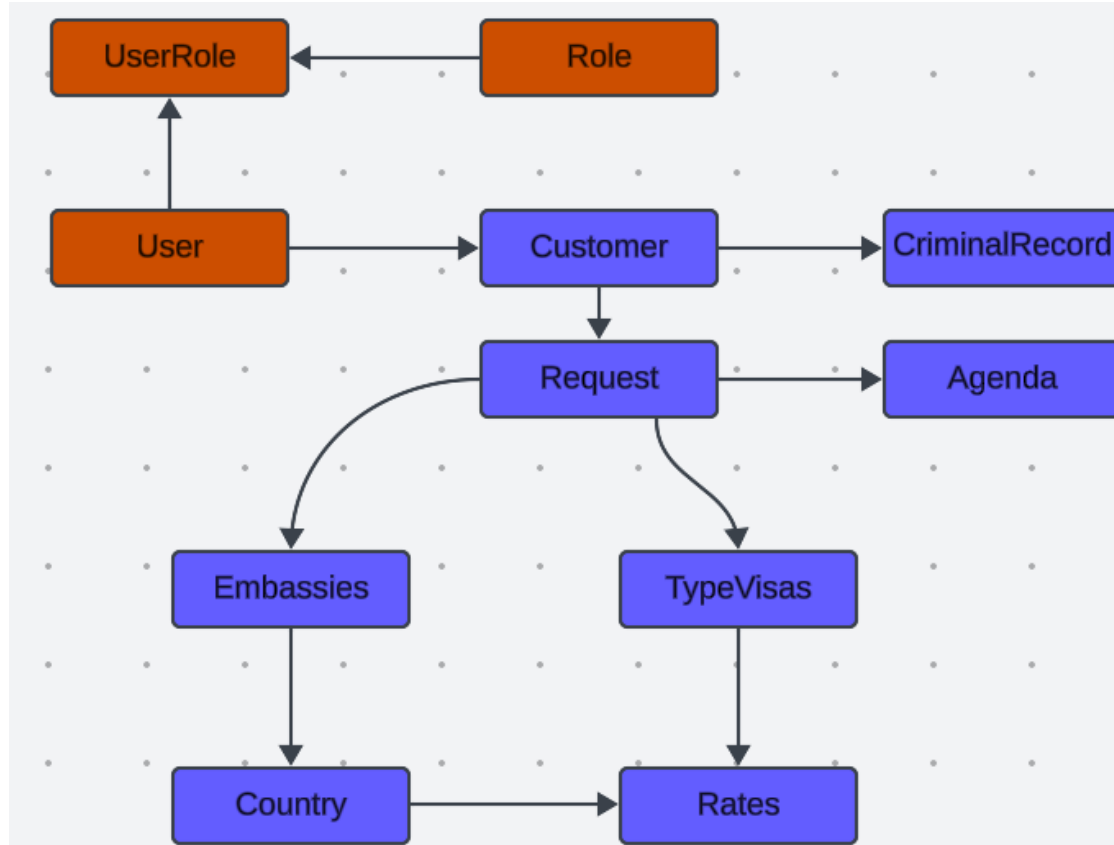 UserRole
Role
User
Customer
CriminalRecord
Request
Agenda
Embassies
TypeVisas
Country
Rates